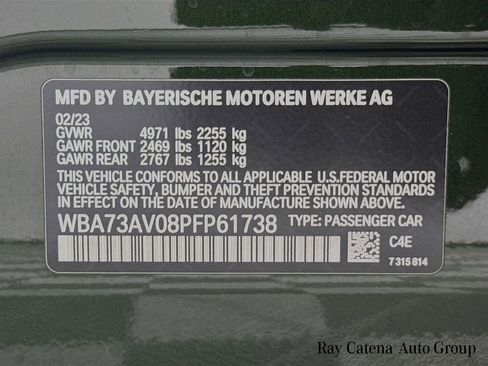 MFD BY BAYERISCHE MOTOREN WERKE AG
02/23
GVWR 4971 lbs 2255 kg
GAWR FRONT 2469 lbs 1120 kg
GAWR REAR 2767 lbs 1255 kg
THIS VEHICLE CONFORMS TO ALL APPLICABLE U.S.FEDERAL MOTOR
VEHICLE SAFETY, BUMPER AND THEFT PREVENTION STANDARDS IN
EFFECT ON THE DATE OF MANUFACTURE SHOWN ABOVE.
WBA73AV08PFP61738 TYPE: PASSENGER CAR
C4E
7315814
Ray Catena Auto Group